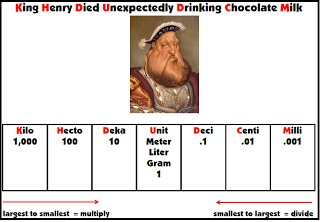 King Henry Died Unexpectedly Drinking Chocolate Milk
Kilo
1,000
Hecto
100
Deka
10
Unit
Meter
Liter
Gram
1
Deci
.1
Centi
.01
Milli
.001
largest to smallest = multiply
smallest to largest = divide